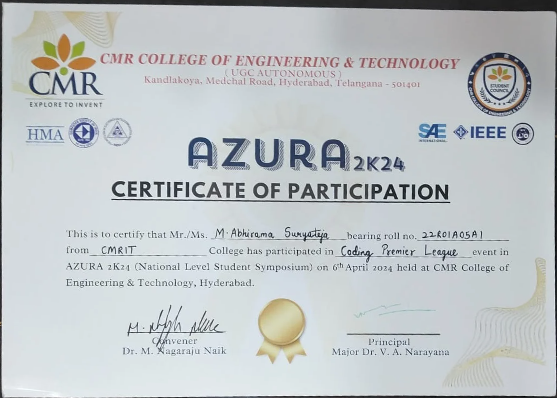 CMR
EXPLORE TO INVENT
CMR COLLEGE OF ENGINEERING & TECHNOLOGY
( UGC AUTONOMOUS )
Kandlakoya, Medchal Road, Hyderabad, Telangana - 501401
STUDENT
COUNCIL
HMA
SAE
INTERNATIONAL
IEEE
AZURA 2K24
CERTIFICATE OF PARTICIPATION
This is to certify that Mr./Ms. M. Abhirama Suryateja bearing roll no. 22R01A05A1
from CMRIT College has participated in Coding Premier League event in
AZURA 2K24 (National Level Student Symposium) on 6th April 2024 held at CMR College of
Engineering & Technology, Hyderabad.
Convener
Dr. M. Nagaraju Naik
Principal
Major Dr. V. A. Narayana